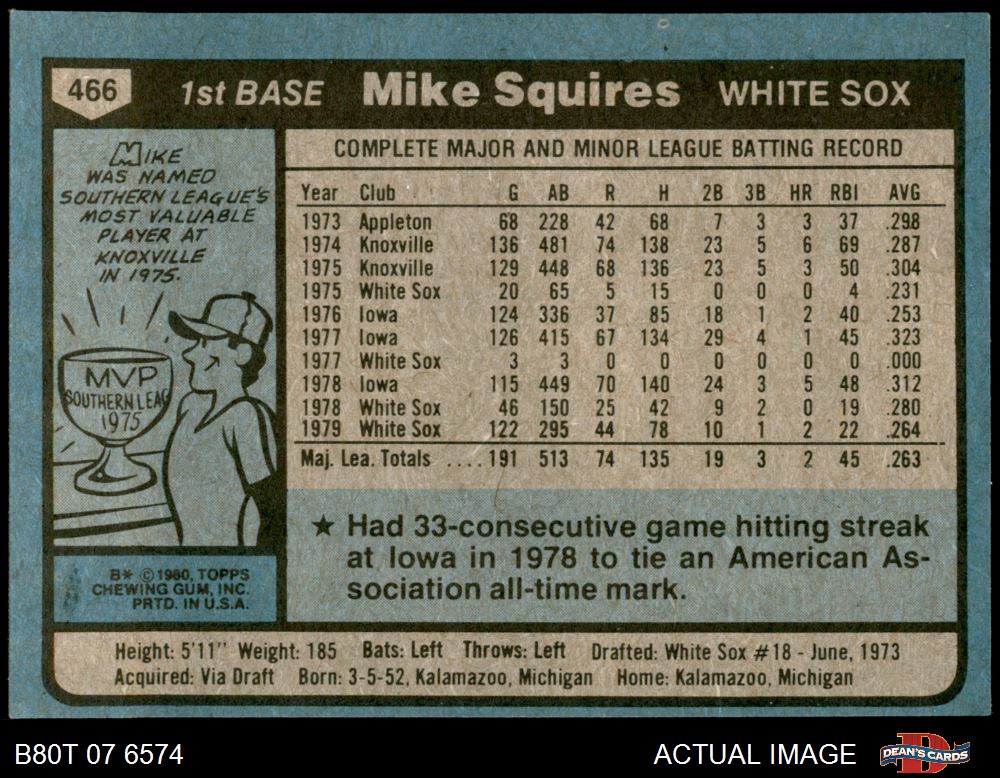 466 1st BASE Mike Squires WHITE SOX
MIKE
WAS NAMED
SOUTHERN LEAGUE'S
MOST VALUABLE
PLAYER AT
KNOXVILLE
IN 1975.
MVP
SOUTHERN LEAG
1975
B* © 1980, TOPPS
CHEWING GUM, INC.
PRTD. IN U.S.A.
COMPLETE MAJOR AND MINOR LEAGUE BATTING RECORD
Year Club G AB R H 2B 3B HR RBI AVG
1973 Appleton 68 228 42 68 7 3 3 37 .298
1974 Knoxville 136 481 74 138 23 5 6 69 .287
1975 Knoxville 129 448 68 136 23 5 3 50 .304
1975 White Sox 20 65 5 15 0 0 0 4 .231
1976 Iowa 124 336 37 85 18 1 2 40 .253
1977 Iowa 126 415 67 134 29 4 1 45 .323
1977 White Sox 3 3 0 0 0 0 0 0 .000
1978 Iowa 115 449 70 140 24 3 5 48 .312
1978 White Sox 46 150 25 42 9 2 0 19 .280
1979 White Sox 122 295 44 78 10 1 2 22 .264
Maj. Lea. Totals ....191 513 74 135 19 3 2 45 .263
★ Had 33-consecutive game hitting streak
at Iowa in 1978 to tie an American As-
sociation all-time mark.
Height: 5'11" Weight: 185 Bats: Left Throws: Left Drafted: White Sox #18 - June, 1973
Acquired: Via Draft Born: 3-5-52, Kalamazoo, Michigan Home: Kalamazoo, Michigan
B80T 07 6574 ACTUAL IMAGE DEAN'S CARDS